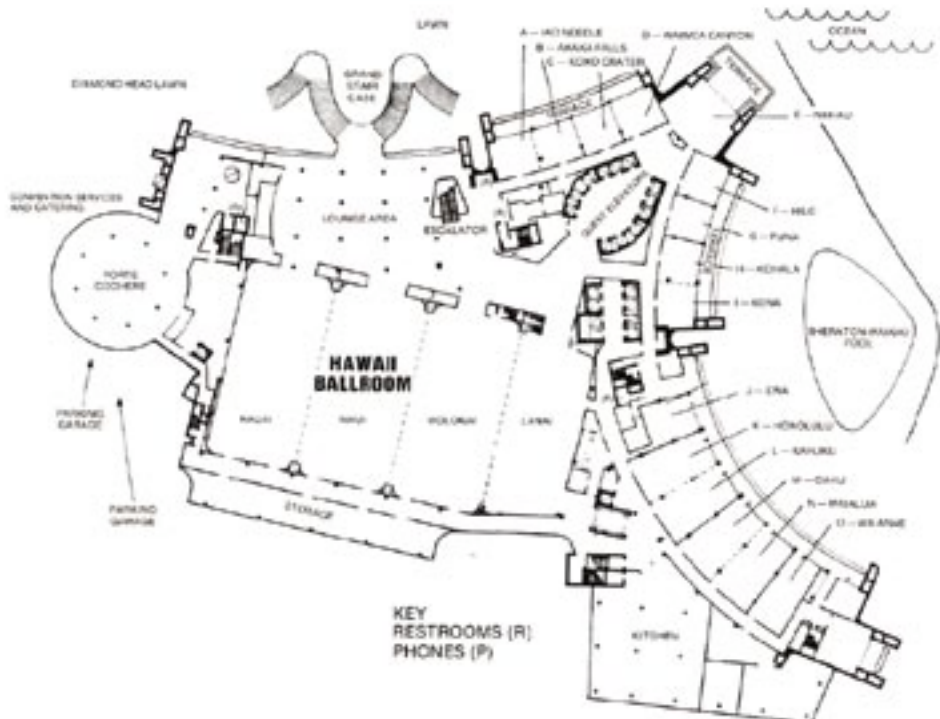 LAWN
OCEAN
A — IAO NEEDLE
B — AKAKA FALLS
C — KOKO CRATER
D — WAIMEA CANYON
DIAMOND HEAD LAWN
GRAND
STAIR
CASE
TERRACE
TERRACE
CONVENTION SERVICES
AND CATERING
LOUNGE AREA
ESCALATOR
GUEST ELEVATORS
HILO
G — PUNA
H — KOHALA
I — KONA
PORTE
COCHERE
SHERATON WAIKIKI
POOL
HAWAII
BALLROOM
KAUAI
MAUI
MOLOKAI
LANAI
J — EWA
K — HONOLULU
L — KAHUKU
M — OAHU
N — WAIALUA
O — WAIANAE
PARKING
GARAGE
PARKING
GARAGE
STORAGE
KEY
RESTROOMS (R)
PHONES (P)
KITCHEN